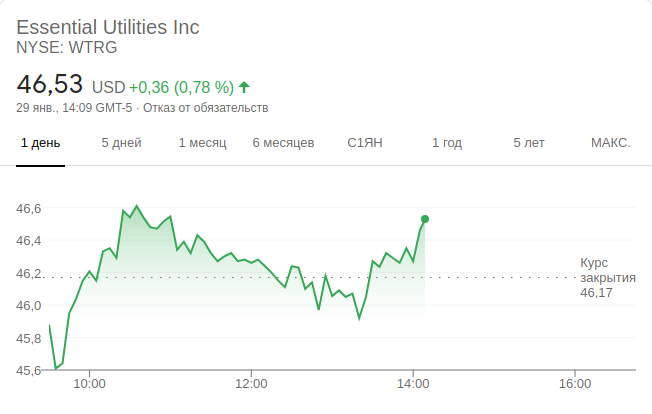 Essential Utilities Inc
NYSE: WTRG
46,53 USD +0,36 (0,78 %)
29 янв., 14:09 GMT-5 · Отказ от обязательств
1 день 5 дней 1 месяц 6 месяцев С1ЯН 1 год 5 лет МАКС.
46,6
46,4
46,2
46,0
45,8
45,6
Курс
закрытия
46,17
10:00 12:00 14:00 16:00